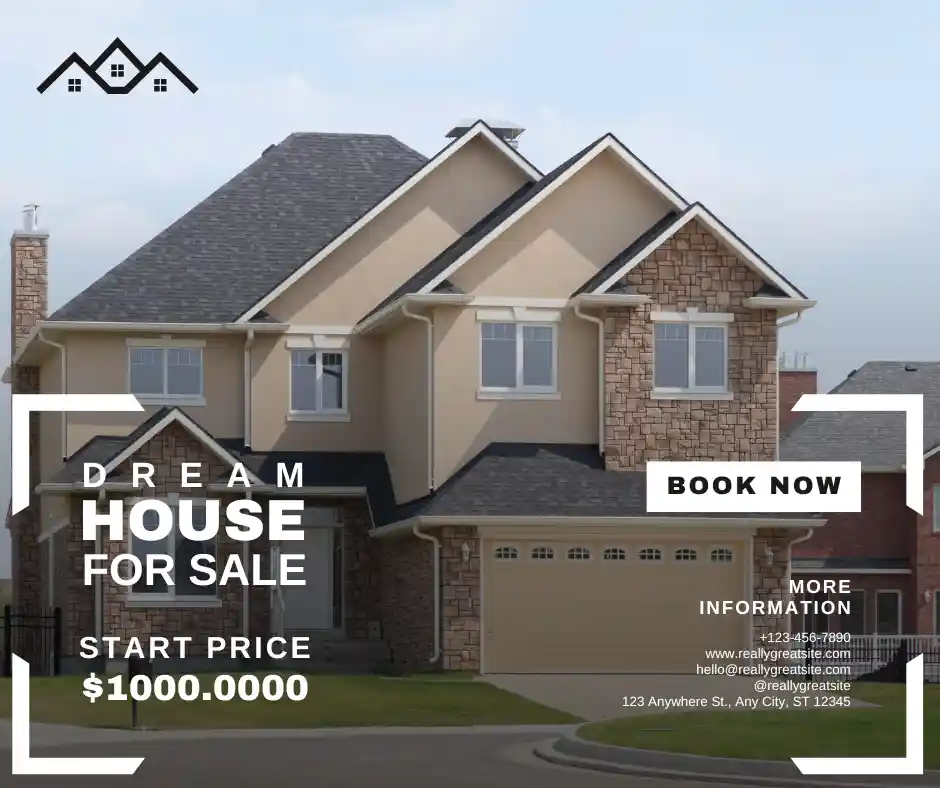 DREAM
HOUSE
FOR SALE
START PRICE
$1000.0000
BOOK NOW
MORE
INFORMATION
+123-456-7890
www.reallygreatsite.com
hello@reallygreatsite.com
@reallygreatsite
123 Anywhere St., Any City, ST 12345